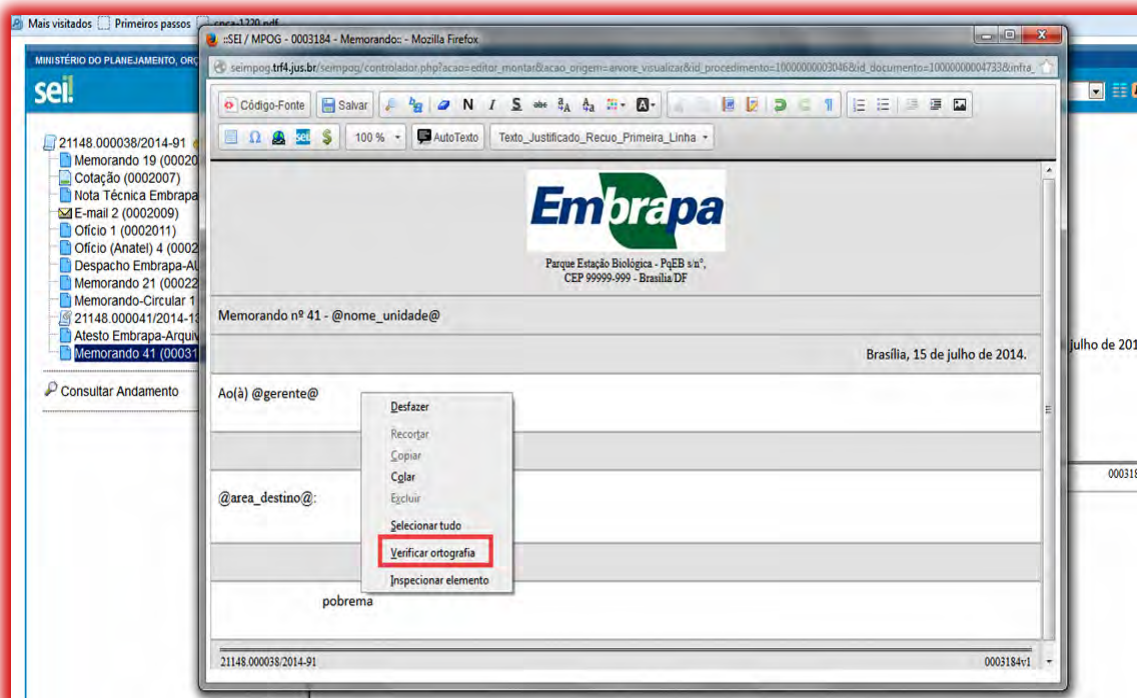 Mais visitados Primeiros passos cpca-1220.pdf
::SEI / MPOG - 0003184 - Memorando:: - Mozilla Firefox
MINISTÉRIO DO PLANEJAMENTO, ORÇ
seimpog.trf4.jus.br/seimpog/controlador.php?acao=editor_montar&acao_origem=arvore_visualizar&id_procedimento=10000000003046&id_documento=10000000004733&infra_
sei!
Código-Fonte Salvar N I S abc
100 % AutoTexto Texto_Justificado_Recuo_Primeira_Linha
21148.000038/2014-91
Memorando 19 (00020
Cotação (0002007)
Nota Técnica Embrapa
E-mail 2 (0002009)
Ofício 1 (0002011)
Ofício (Anatel) 4 (0002
Despacho Embrapa-AU
Memorando 21 (00022
Memorando-Circular 1
21148.000041/2014-13
Atesto Embrapa-Arquiv
Memorando 41 (00031
Consultar Andamento
Embrapa
Parque Estação Biológica - PqEB s/nº,
CEP 99999-999 - Brasília/DF
Memorando nº 41 - @nome_unidade@
Brasília, 15 de julho de 2014.
julho de 201
Ao(à) @gerente@
Desfazer
Recortar
Copiar
Colar
Excluir
Selecionar tudo
Verificar ortografia
Inspecionar elemento
@area_destino@:
000318
pobrema
21148.000038/2014-91 0003184v1